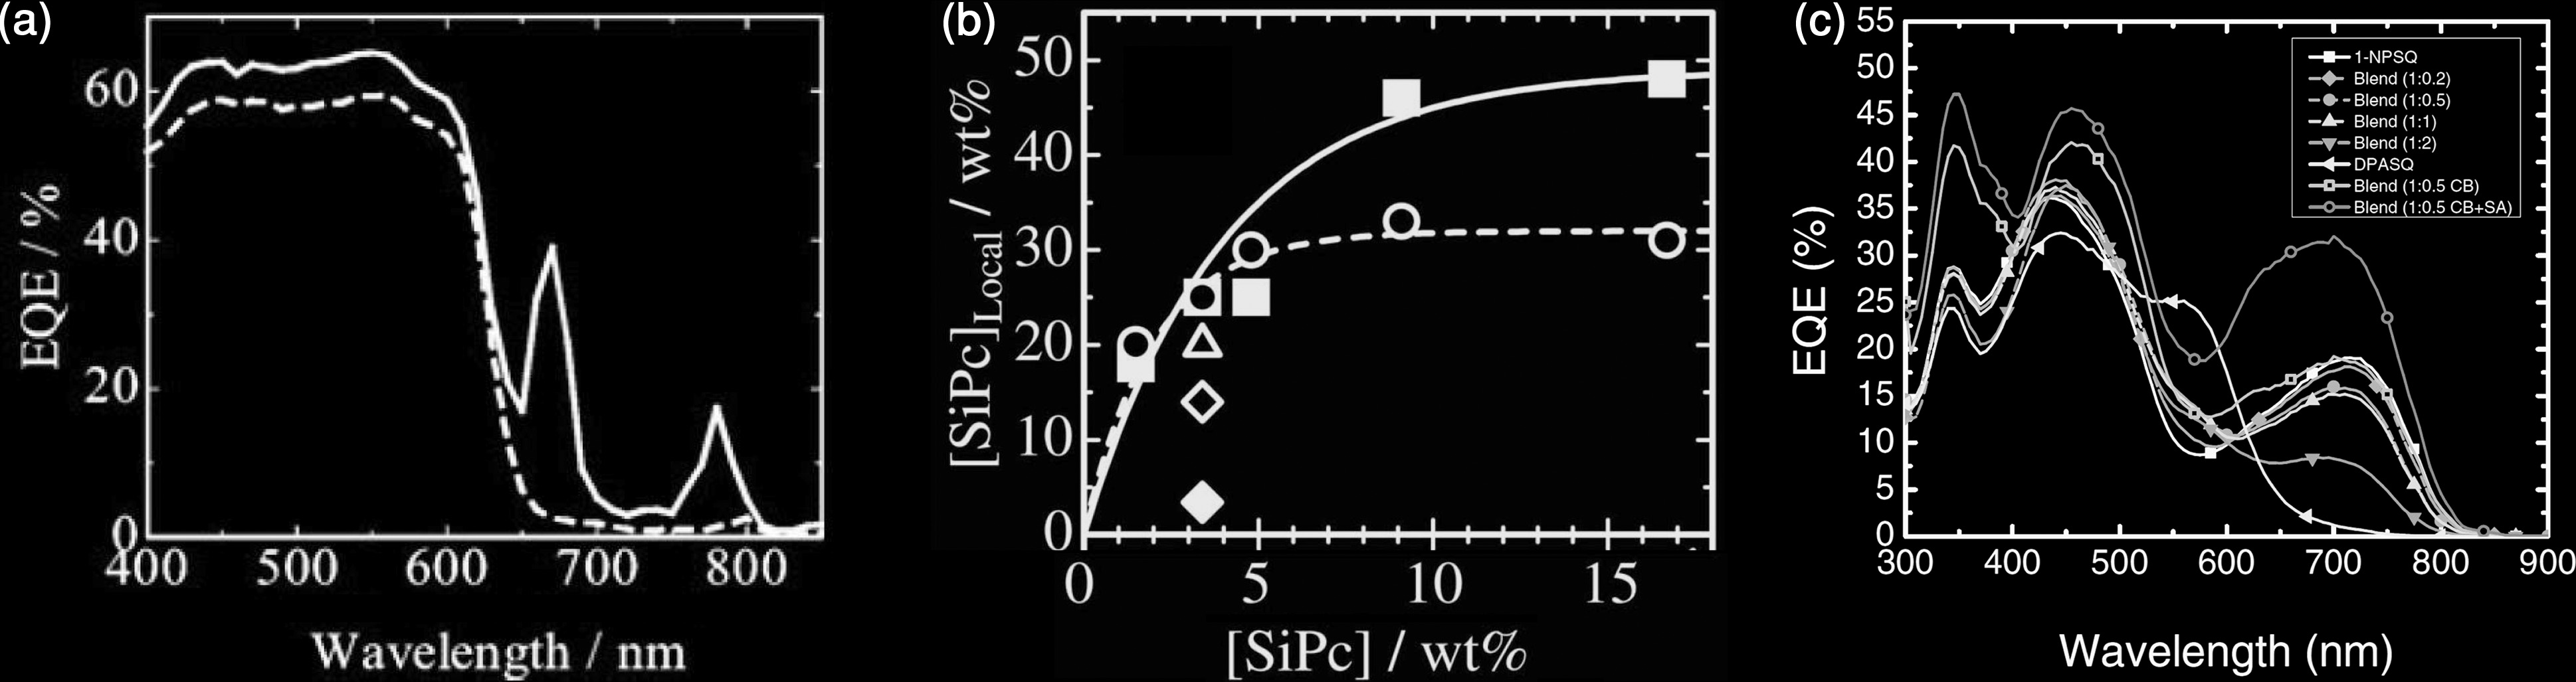 (a)
60
40
20
0
400 500 600 700 800
EQE / %
Wavelength / nm
(b)
50
40
30
20
10
0
0 5 10 15
[SiPc]Local / wt%
[SiPc] / wt%
(c)
55
50
45
40
35
30
25
20
15
10
5
0
300 400 500 600 700 800 900
EQE (%)
Wavelength (nm)
1-NPSQ
Blend (1:0.2)
Blend (1:0.5)
Blend (1:1)
Blend (1:2)
DPASQ
Blend (1:0.5 CB)
Blend (1:0.5 CB+SA)